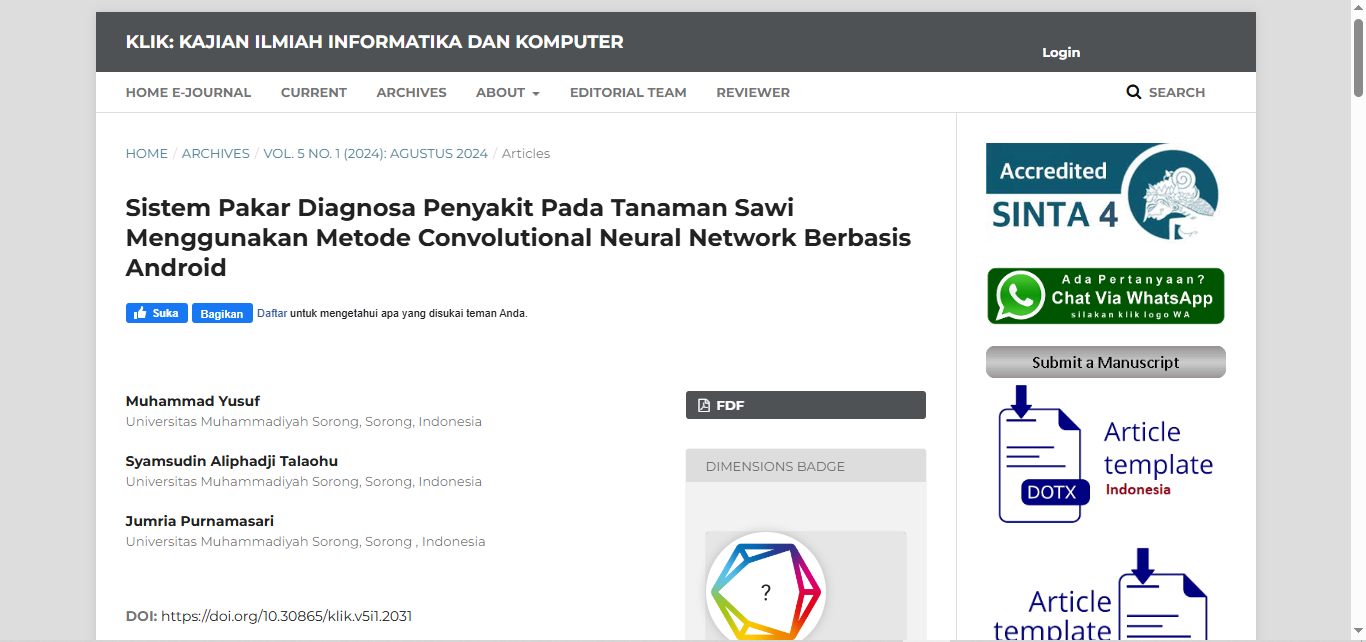 KLIK: KAJIAN ILMIAH INFORMATIKA DAN KOMPUTER
Login
HOME E-JOURNAL CURRENT ARCHIVES ABOUT EDITORIAL TEAM REVIEWER SEARCH
HOME / ARCHIVES / VOL. 5 NO. 1 (2024): AGUSTUS 2024 / Articles
Sistem Pakar Diagnosa Penyakit Pada Tanaman Sawi
Menggunakan Metode Convolutional Neural Network Berbasis
Android
Suka Bagikan Daftar untuk mengetahui apa yang disukai teman Anda.
Muhammad Yusuf
Universitas Muhammadiyah Sorong, Sorong, Indonesia
Syamsudin Aliphadji Talaohu
Universitas Muhammadiyah Sorong, Sorong, Indonesia
Jumria Purnamasari
Universitas Muhammadiyah Sorong, Sorong , Indonesia
DOI: https://doi.org/10.30865/klik.v5i1.2031
FDF
DIMENSIONS BADGE
?
Accredited
SINTA 4
Ada Pertanyaan?
Chat Via WhatsApp
silakan klik logo WA
Submit a Manuscript
Article
template
DOTX
Indonesia
Article
template